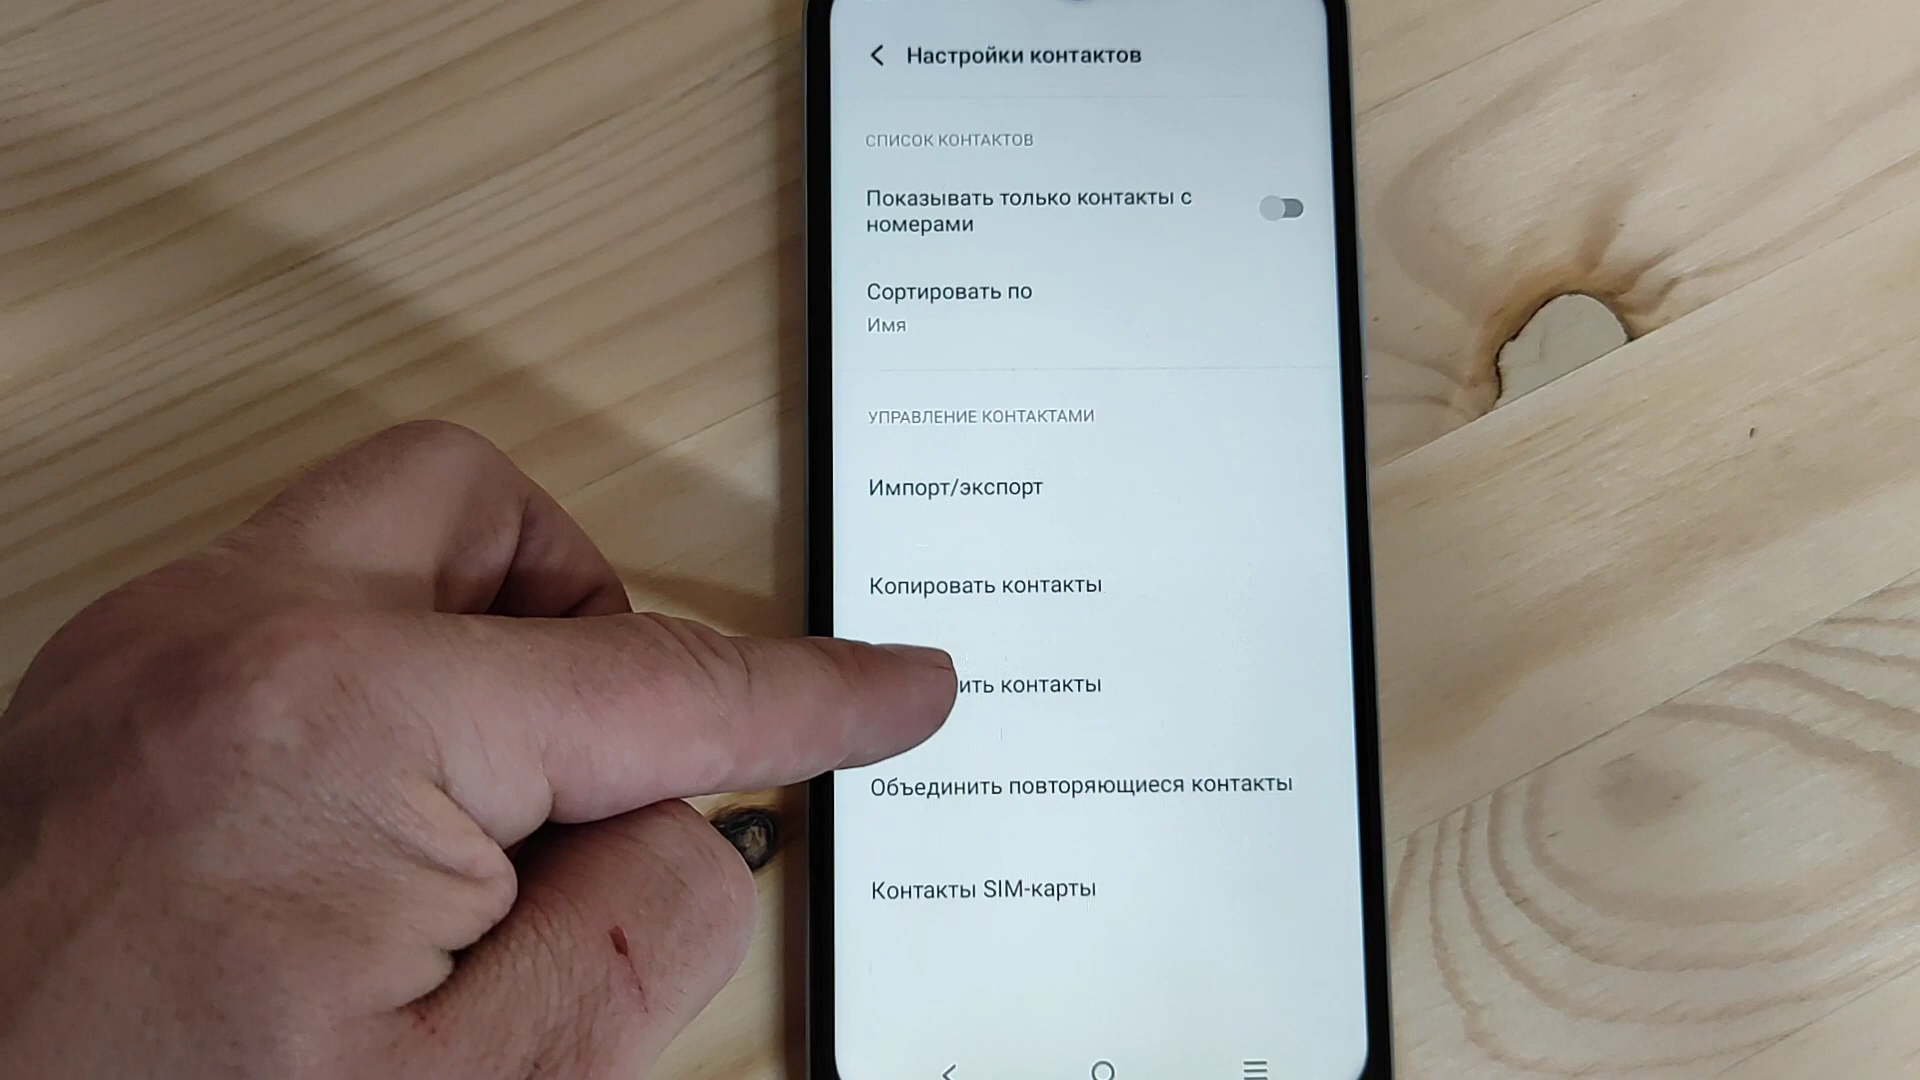 Настройки контактов
СПИСОК КОНТАКТОВ
Показывать только контакты с
номерами
Сортировать по
Имя
УПРАВЛЕНИЕ КОНТАКТАМИ
Импорт/экспорт
Копировать контакты
ить контакты
Объединить повторяющиеся контакты
Контакты SIM-карты